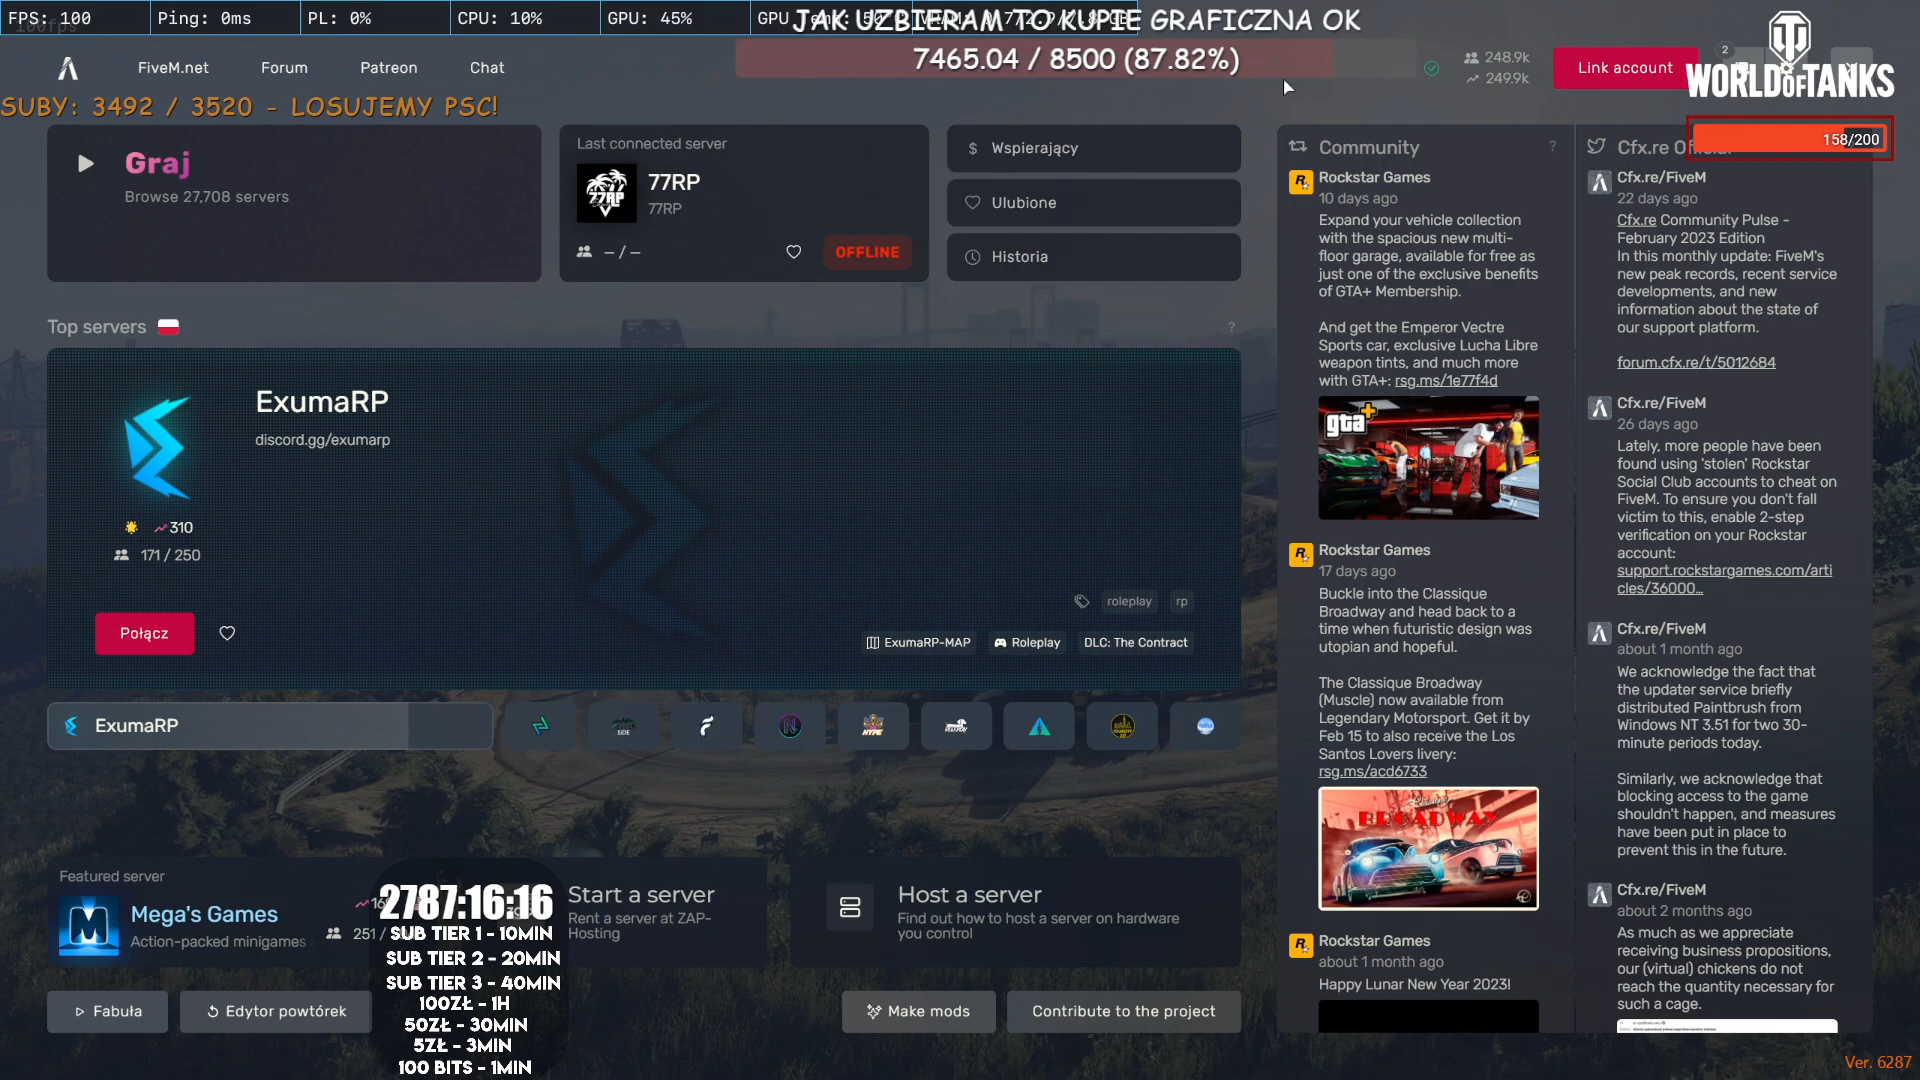 FPS: 100
Ping: 0ms
PL: 0%
CPU: 10%
GPU: 45%
GPU
JAK UZBIERAM TO KUPIE GRAFICZNA OK
7465.04 / 8500 (87.82%)
FiveM.net
Forum
Patreon
Chat
248.9k
249.9k
Link account
2
WORLD OF TANKS
SUBY: 3492 / 3520 - LOSUJEMY PSC!
158/200
Graj
Browse 27,708 servers
Last connected server
77RP
77RP
77RP
– / –
OFFLINE
$ Wspierający
Ulubione
Historia
Top servers
?
ExumaRP
discord.gg/exumarp
310
171 / 250
Połącz
roleplay
rp
ExumaRP-MAP
Roleplay
DLC: The Contract
ExumaRP
SIDE
HYPE
Featured server
Mega's Games
Action-packed minigames
251 /
2787:16:16
SUB TIER 1 - 10MIN
SUB TIER 2 - 20MIN
SUB TIER 3 - 40MIN
100ZŁ - 1H
50ZŁ - 30MIN
5ZŁ - 3MIN
100 BITS - 1MIN
Start a server
Rent a server at ZAP-
Hosting
Host a server
Find out how to host a server on hardware
you control
Fabuła
Edytor powtórek
Make mods
Contribute to the project
Community
?
Rockstar Games
10 days ago
Expand your vehicle collection
with the spacious new multi-
floor garage, available for free as
just one of the exclusive benefits
of GTA+ Membership.
And get the Emperor Vectre
Sports car, exclusive Lucha Libre
weapon tints, and much more
with GTA+: rsg.ms/1e77f4d
gta+
Rockstar Games
17 days ago
Buckle into the Classique
Broadway and head back to a
time when futuristic design was
utopian and hopeful.
The Classique Broadway
(Muscle) now available from
Legendary Motorsport. Get it by
Feb 15 to also receive the Los
Santos Lovers livery:
rsg.ms/acd6733
Classique
BROADWAY
Rockstar Games
about 1 month ago
Happy Lunar New Year 2023!
Cfx.re
Cfx.re/FiveM
22 days ago
Cfx.re Community Pulse -
February 2023 Edition
In this monthly update: FiveM's
new peak records, recent service
developments, and new
information about the state of
our support platform.
forum.cfx.re/t/5012684
Cfx.re/FiveM
26 days ago
Lately, more people have been
found using 'stolen' Rockstar
Social Club accounts to cheat on
FiveM. To ensure you don't fall
victim to this, enable 2-step
verification on your Rockstar
account:
support.rockstargames.com/arti
cles/36000…
Cfx.re/FiveM
about 1 month ago
We acknowledge the fact that
the updater service briefly
distributed Paintbrush from
Windows NT 3.51 for two 30-
minute periods today.
Similarly, we acknowledge that
blocking access to the game
shouldn't happen, and measures
have been put in place to
prevent this in the future.
Cfx.re/FiveM
about 2 months ago
As much as we appreciate
receiving business propositions,
our (virtual) chickens do not
reach the quantity necessary for
such a cage.
Ver. 6287